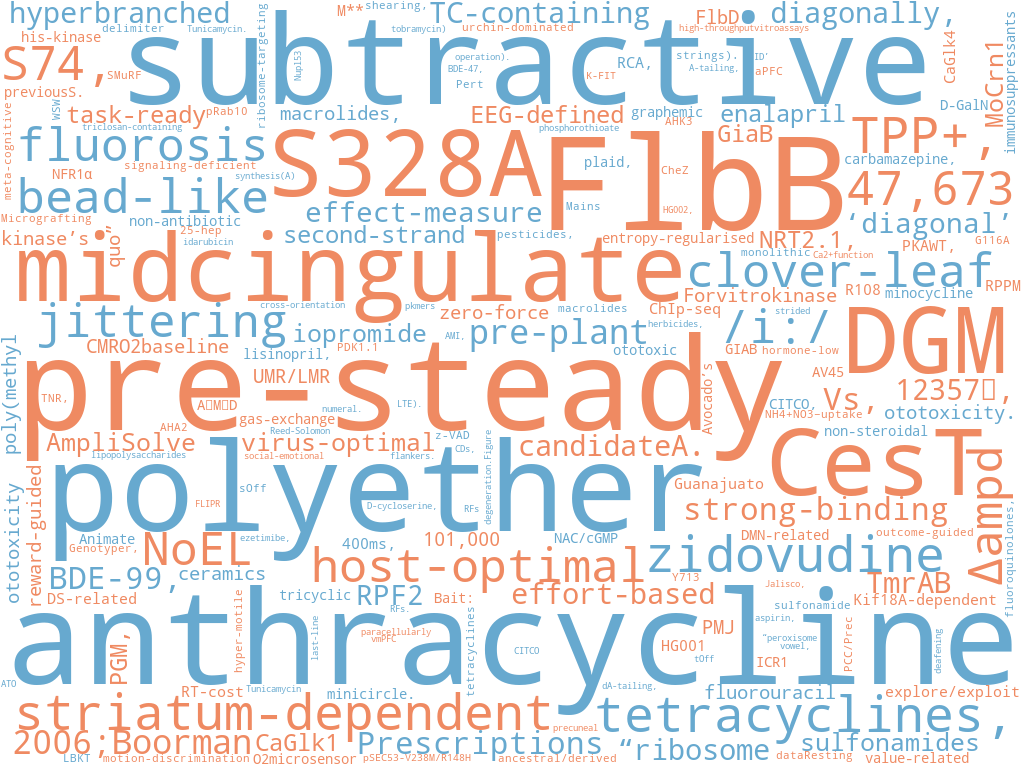 hyperbranched
delimiter
Tunicamycin.
M**
shearing,
tobramycin)
TC-containing
urchin-dominated
FlbD
high-throughputvitroassays
diagonally,
his-kinase
S74,
SMuRF
subtractive
previousS.
ribosome-targeting
Nup153
operation).
BDE-47,
Pert
K-FIT
RCA,
strings).
A-tailing,
ID’
aPFC
CaGlk4
MoCrn1
immunosuppressants
D-GalN
WSW
task-ready
pRab10
macrolides,
EEG-defined
graphemic
enalapril
triclosan-containing
phosphorothioate
AHK3
GiaB
TPP+,
meta-cognitive
fluorosis
signaling-deficient
S328A
FlbB
plaid,
CheZ
carbamazepine,
NFR1α
synthesis(A)
bead-like
47,673
Mains
HG002,
Micrografting
non-antibiotic
effect-measure
‘diagonal’
kinase’s
quo”
25-hep
idarubicin
second-strand
pesticides,
entropy-regularised
NRT2.1,
PKAWT,
G116A
midcingulate
monolithic
Ca2+function
clover-leaf
Forvitrokinase
R108
minocycline
RPPM
cross-orientation
pkmers
jittering
iopromide
zero-force
macrolides
ChIp-seq
strided
pre-plant
herbicides,
/i:/
DGM
CMRO2baseline
lisinopril,
PDK1.1
AMI,
ototoxic
GIAB
hormone-low
poly(methyl
pre-steady
UMR/LMR
Avocado’s
AV45
TNR,
numeral.
LTE).
CITCO,
Vs,
ototoxicity.
gas-exchange
NH4+NO3−uptake
AHA2
Reed-Solomon
AmpliSolve
virus-optimal
z-VAD
candidateA.
non-steroidal
lipopolysaccharides
social-emotional
flankers.
CDs,
CesT
Δampd
polyether
degeneration.Figure
reward-guided
sOff
Guanajuato
FLIPR
D-cycloserine,
RFs
strong-binding
ototoxicity
fluoroquinolones,
Animate
Genotyper,
NoEL
ezetimibe,
400ms,
101,000
NAC/cGMP
DMN-related
outcome-guided
BDE-99,
ceramics
host-optimal
zidovudine
Y713
Jalisco,
TmrAB
DS-related
tricyclic
RPF2
Bait:
effort-based
Kif18A-dependent
RFs.
sulfonamide
anthracycline
hyper-motile
last-line
paracellularly
vmPFC
tetracyclines
PMJ
aspirin,
“peroxisome
vowel,
PCC/Prec
deafening
PGM,
CITCO
HG001
tOff
ICR1
ATO
RT-cost
Tunicamycin
minicircle.
dA-tailing,
fluorouracil
explore/exploit
striatum-dependent
precuneal
tetracyclines,
2006;Boorman
CaGlk1
Prescriptions
“ribosome
sulfonamides
LBKT
motion-discrimination
O2microsensor
pSEC53−V238M/R148H
ancestral/derived
dataResting
value-related